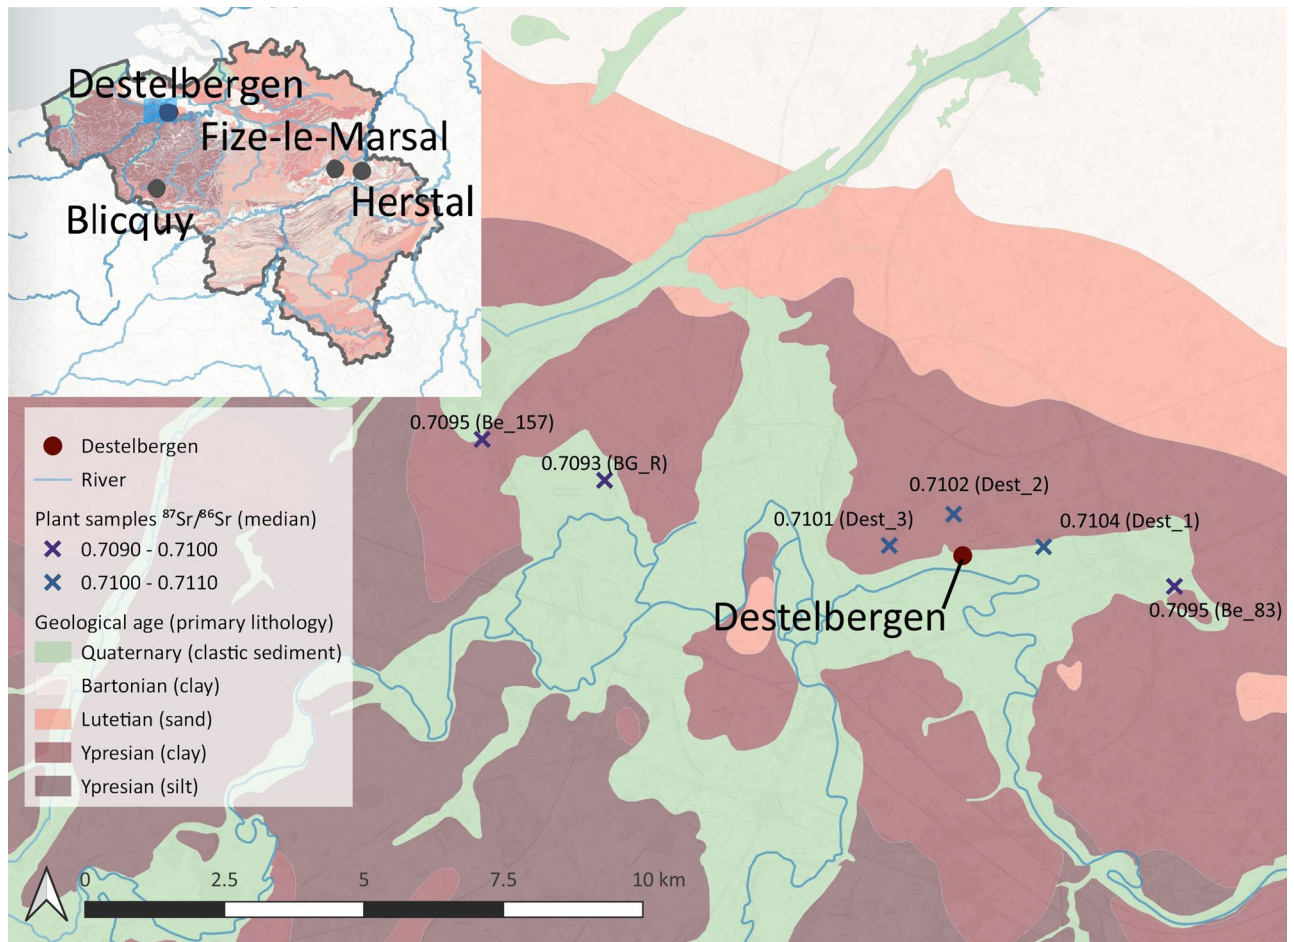 Destelbergen
Fize-le-Marsal
Herstal
Blicquy
0.7095 (Be_157)
0.7093 (BG_R)
0.7102 (Dest_2)
0.7101 (Dest_3)
0.7104 (Dest_1)
0.7095 (Be_83)
Destelbergen
Destelbergen
River
Plant samples ⁸⁷Sr/⁸⁶Sr (median)
0.7090 - 0.7100
0.7100 - 0.7110
Geological age (primary lithology)
Quaternary (clastic sediment)
Bartonian (clay)
Lutetian (sand)
Ypresian (clay)
Ypresian (silt)
0 2.5 5 7.5 10 km